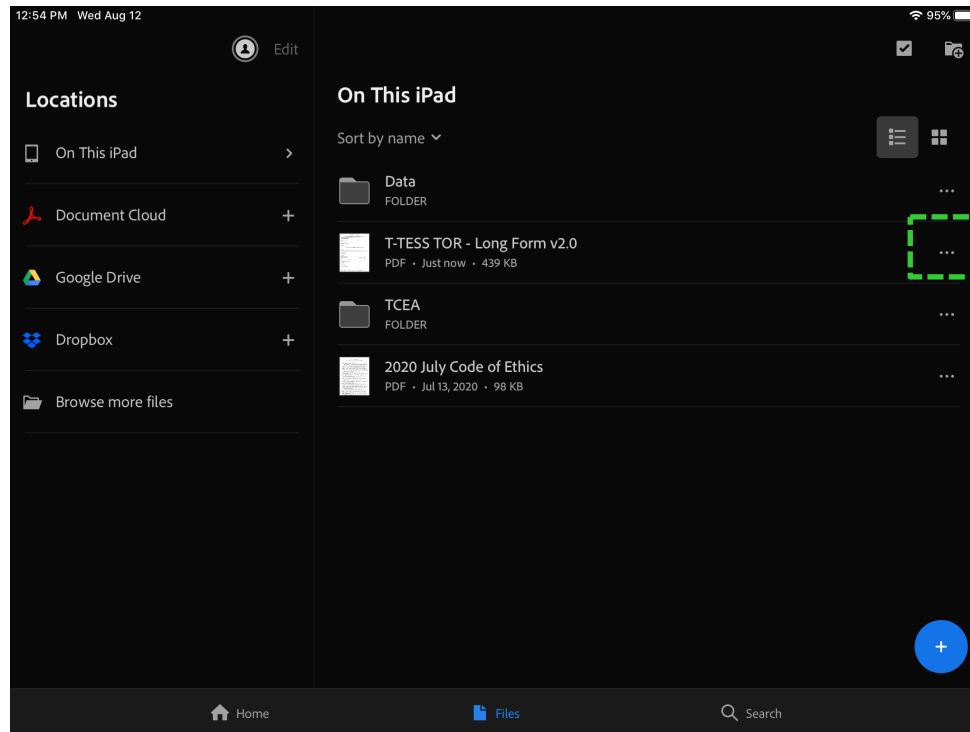 12:54 PM Wed Aug 12
95%
Edit
Locations
On This iPad
Document Cloud
Google Drive
Dropbox
Browse more files
On This iPad
Sort by name
Data
FOLDER
T-TESS TOR - Long Form v2.0
PDF • Just now • 439 KB
TCEA
FOLDER
2020 July Code of Ethics
PDF • Jul 13, 2020 • 98 KB
Home
Files
Search